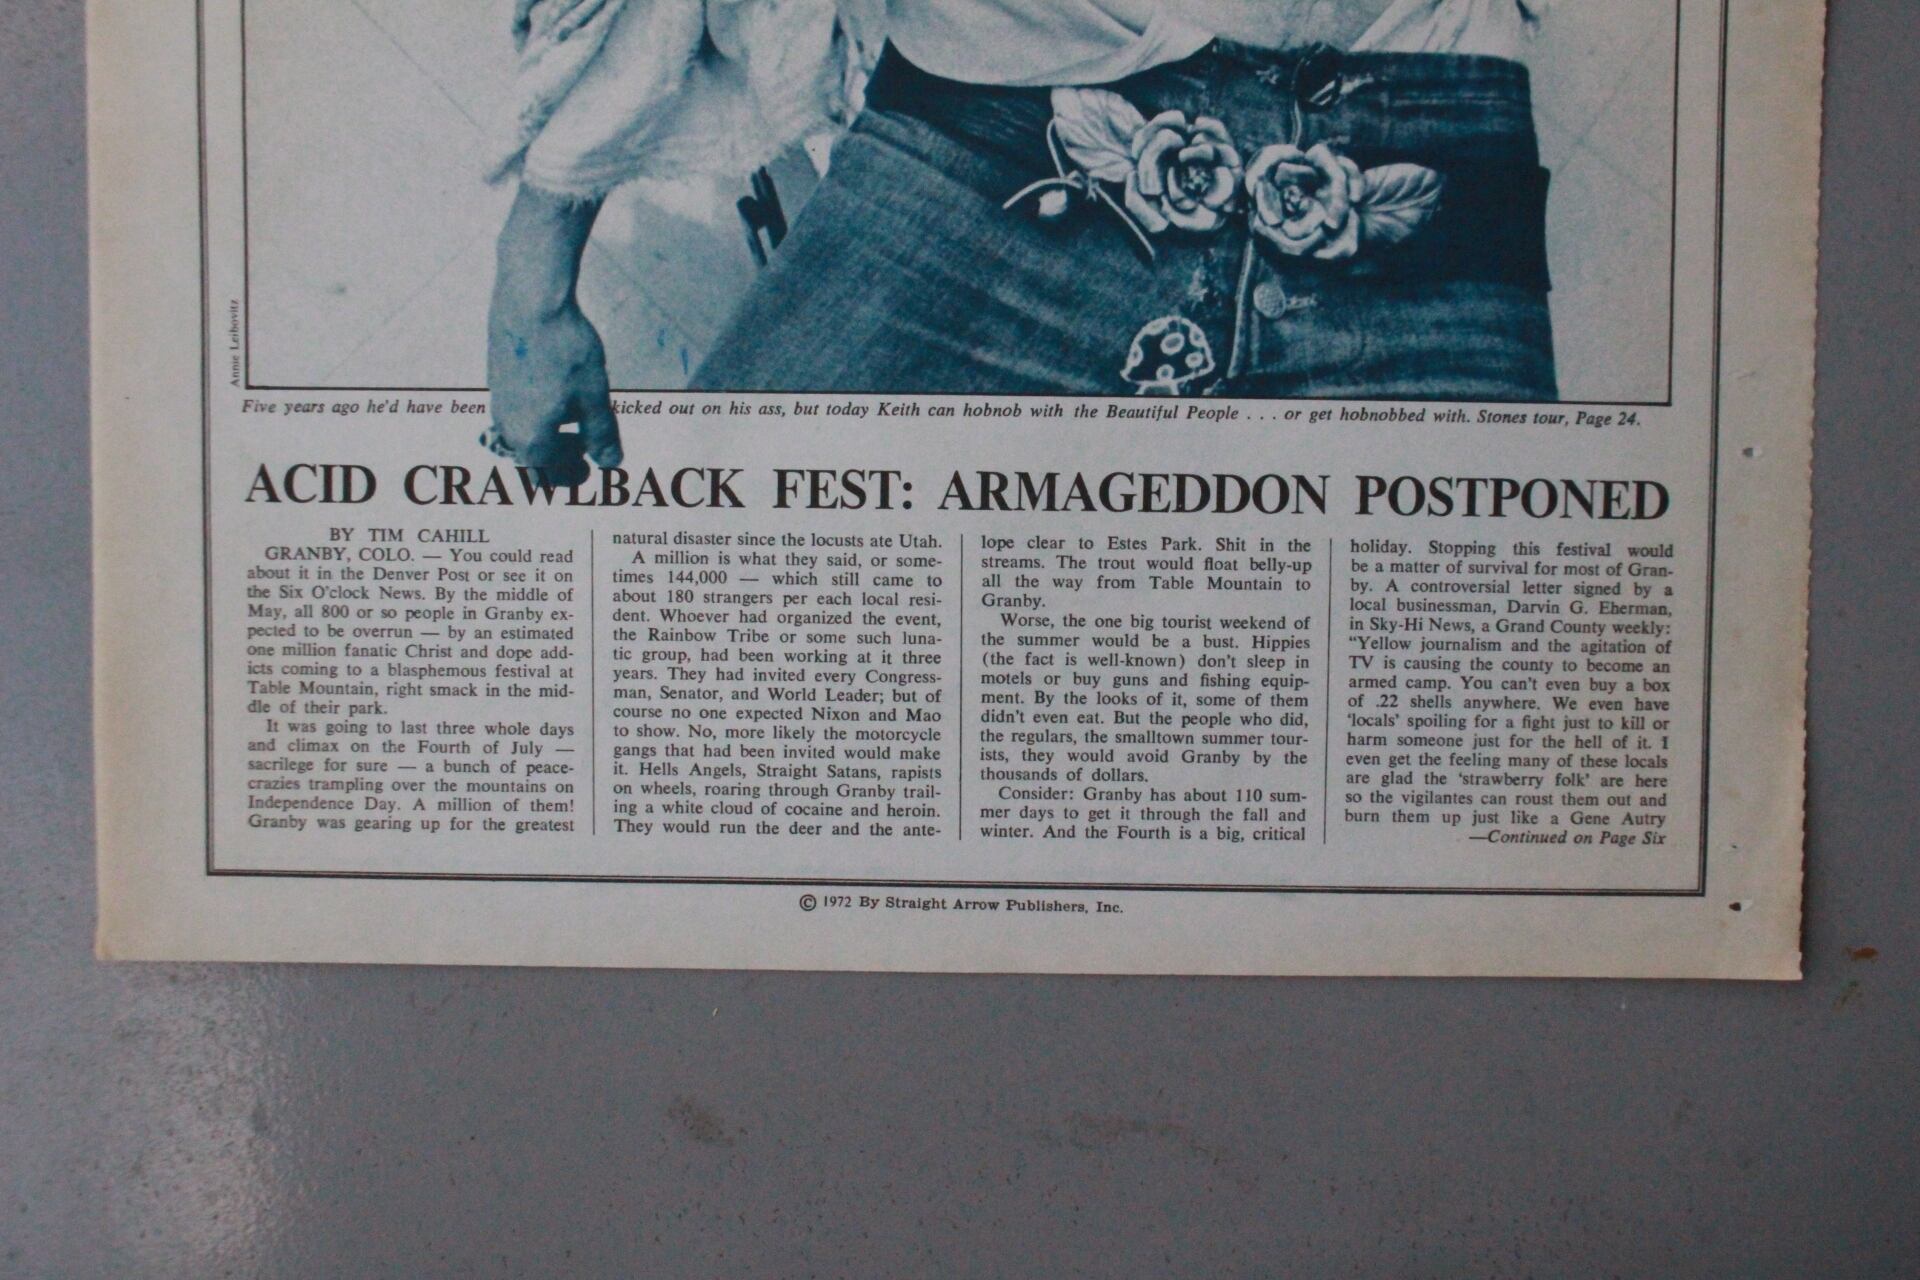 Annie Leibovitz
Five years ago he'd have been kicked out on his ass, but today Keith can hobnob with the Beautiful People . . . or get hobnobbed with. Stones tour, Page 24.
ACID CRAWLBACK FEST: ARMAGEDDON POSTPONED
BY TIM CAHILL
GRANBY, COLO. — You could read
about it in the Denver Post or see it on
the Six O'clock News. By the middle of
May, all 800 or so people in Granby ex-
pected to be overrun — by an estimated
one million fanatic Christ and dope add-
icts coming to a blasphemous festival at
Table Mountain, right smack in the mid-
dle of their park.
It was going to last three whole days
and climax on the Fourth of July —
sacrilege for sure — a bunch of peace-
crazies trampling over the mountains on
Independence Day. A million of them!
Granby was gearing up for the greatest
natural disaster since the locusts ate Utah.
A million is what they said, or some-
times 144,000 — which still came to
about 180 strangers per each local resi-
dent. Whoever had organized the event,
the Rainbow Tribe or some such luna-
tic group, had been working at it three
years. They had invited every Congress-
man, Senator, and World Leader; but of
course no one expected Nixon and Mao
to show. No, more likely the motorcycle
gangs that had been invited would make
it. Hells Angels, Straight Satans, rapists
on wheels, roaring through Granby trail-
ing a white cloud of cocaine and heroin.
They would run the deer and the ante-
lope clear to Estes Park. Shit in the
streams. The trout would float belly-up
all the way from Table Mountain to
Granby.
Worse, the one big tourist weekend of
the summer would be a bust. Hippies
(the fact is well-known) don't sleep in
motels or buy guns and fishing equip-
ment. By the looks of it, some of them
didn't even eat. But the people who did,
the regulars, the smalltown summer tour-
ists, they would avoid Granby by the
thousands of dollars.
Consider: Granby has about 110 sum-
mer days to get it through the fall and
winter. And the Fourth is a big, critical
holiday. Stopping this festival would
be a matter of survival for most of Gran-
by. A controversial letter signed by a
local businessman, Darvin G. Eherman,
in Sky-Hi News, a Grand County weekly:
“Yellow journalism and the agitation of
TV is causing the county to become an
armed camp. You can't even buy a box
of .22 shells anywhere. We even have
‘locals’ spoiling for a fight just to kill or
harm someone just for the hell of it. I
even get the feeling many of these locals
are glad the ‘strawberry folk’ are here
so the vigilantes can roust them out and
burn them up just like a Gene Autry
—Continued on Page Six
© 1972 By Straight Arrow Publishers, Inc.